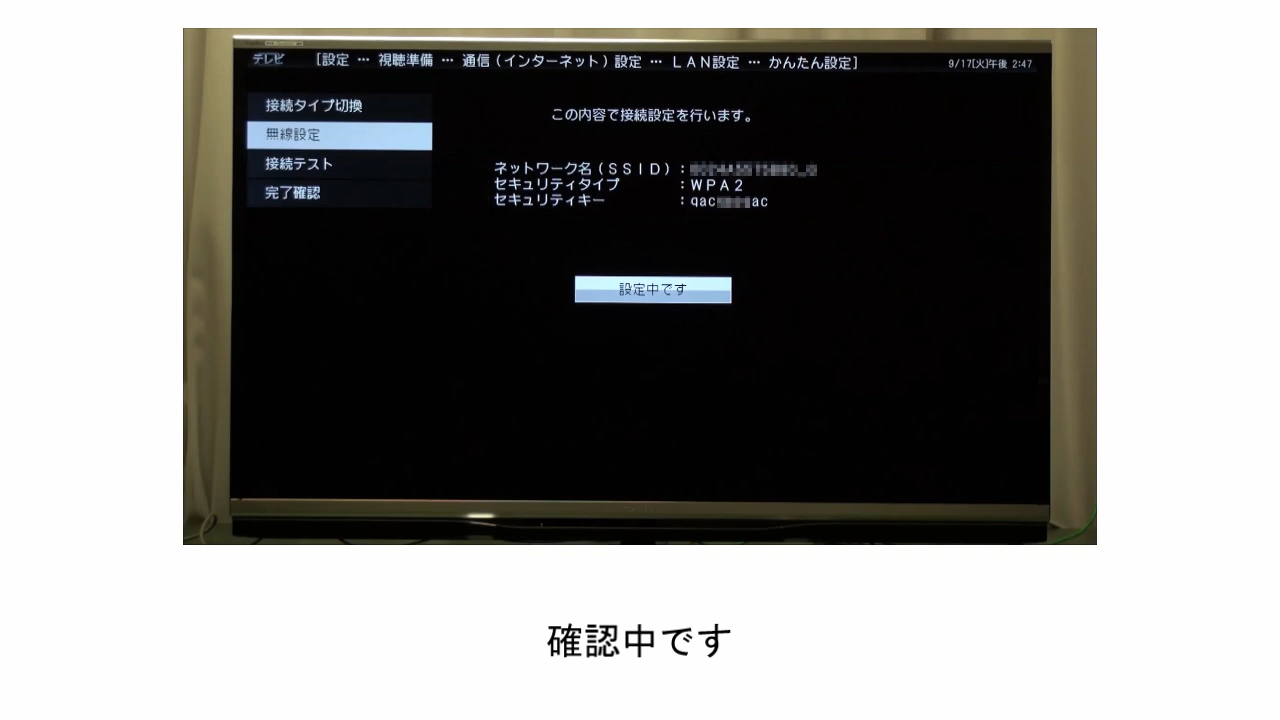 テレビ [設定 … 視聴準備 … 通信(インターネット)設定 … LAN設定 … かんたん設定] 9/17[火]午後 2:47
接続タイプ切換
無線設定
接続テスト
完了確認
この内容で接続設定を行います。
ネットワーク名(SSID):
セキュリティタイプ :WPA2
セキュリティキー :qac ac
設定中です
確認中です